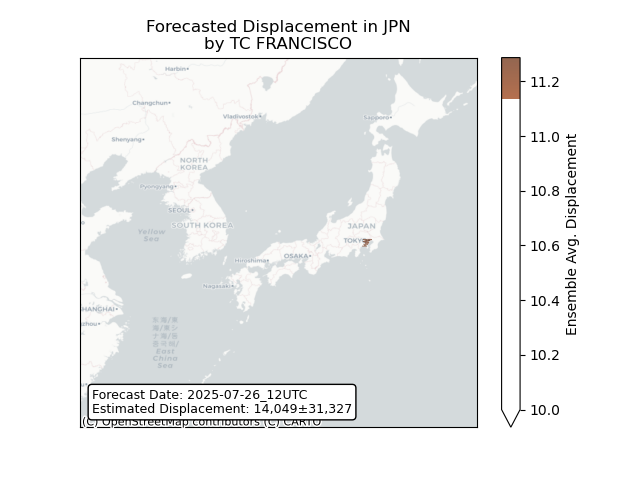 Forecasted Displacement in JPN
by TC FRANCISCO
Harbin
Changchun
Vladivostok
Sapporo
Shenyang
NORTH
KOREA
Pyongyang
SEOUL
SOUTH KOREA
JAPAN
Yellow
Sea
TOKYO
OSAKA
Hiroshima
Nagasaki
SHANGHAI
zhou
East
China
Sea
Forecast Date: 2025-07-26_12UTC
Estimated Displacement: 14,049±31,327
(C) OpenStreetMap contributors (C) CARTO
11.2
11.0
10.8
10.6
10.4
10.2
10.0
Ensemble Avg. Displacement